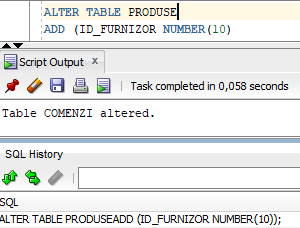 ALTER TABLE PRODUSE
ADD (ID_FURNIZOR NUMBER(10)
Script Output x
Task completed in 0,058 seconds
Table COMENZI altered.
SQL History
SQL
ALTER TABLE PRODUSEADD (ID_FURNIZOR NUMBER(10));